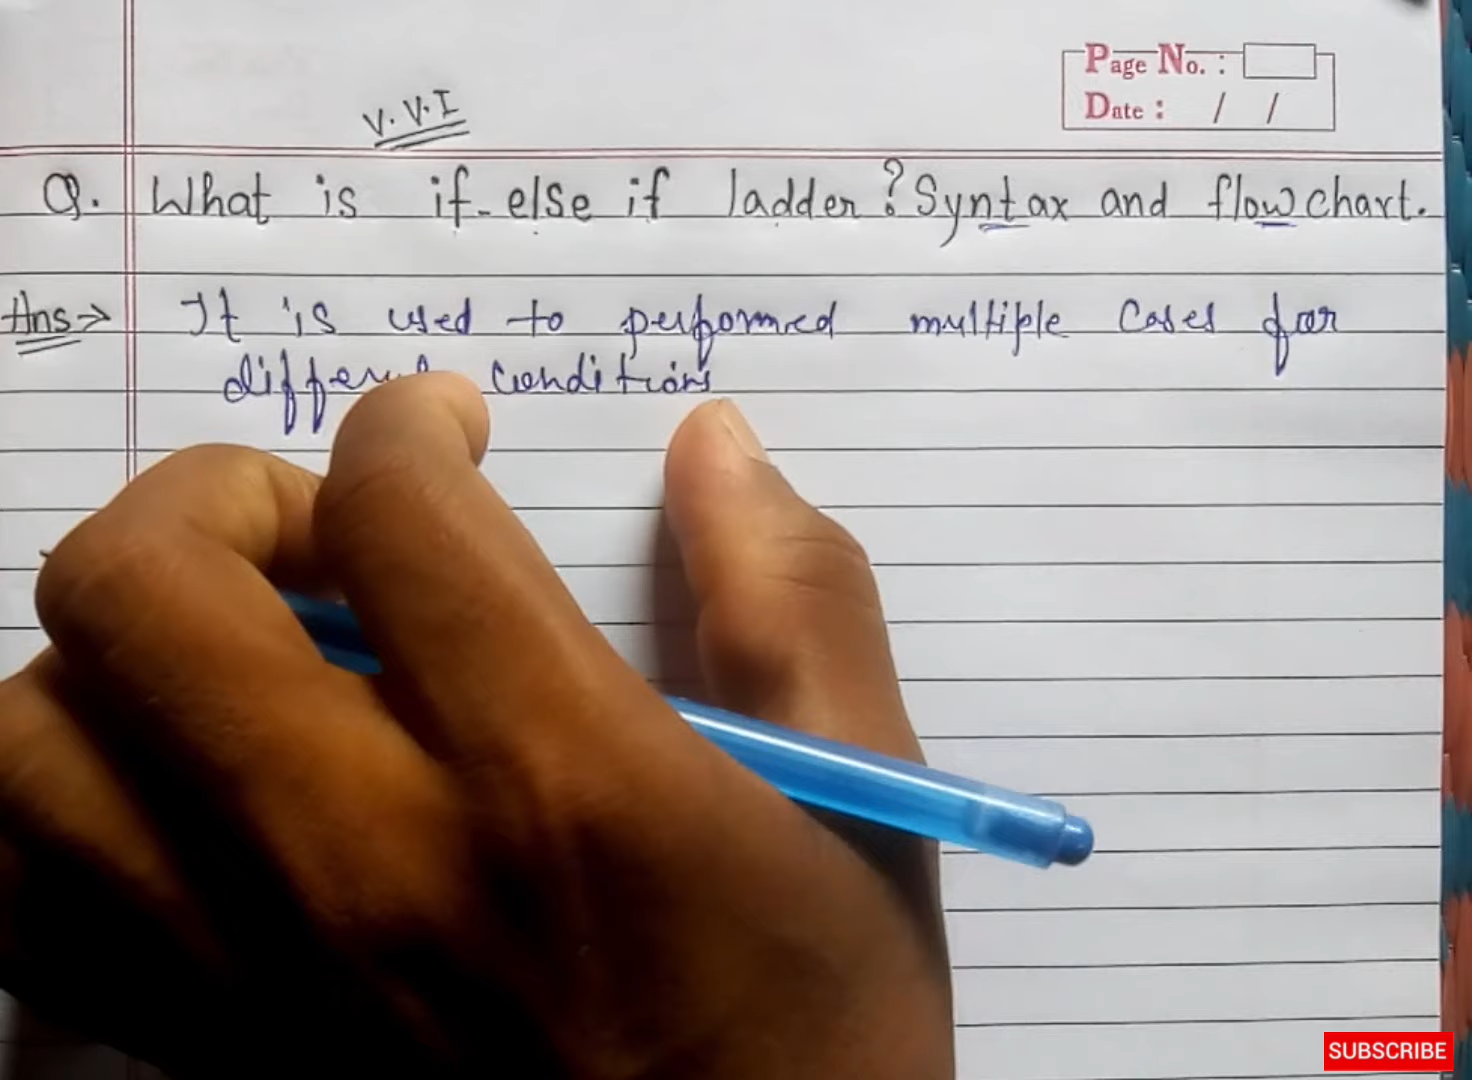 Page No. :
Date : / /
V.V.I
Q. What is if-else if ladder? Syntax and flowchart.
Ans→ It is used to performed multiple cases for
conditions
SUBSCRIBE